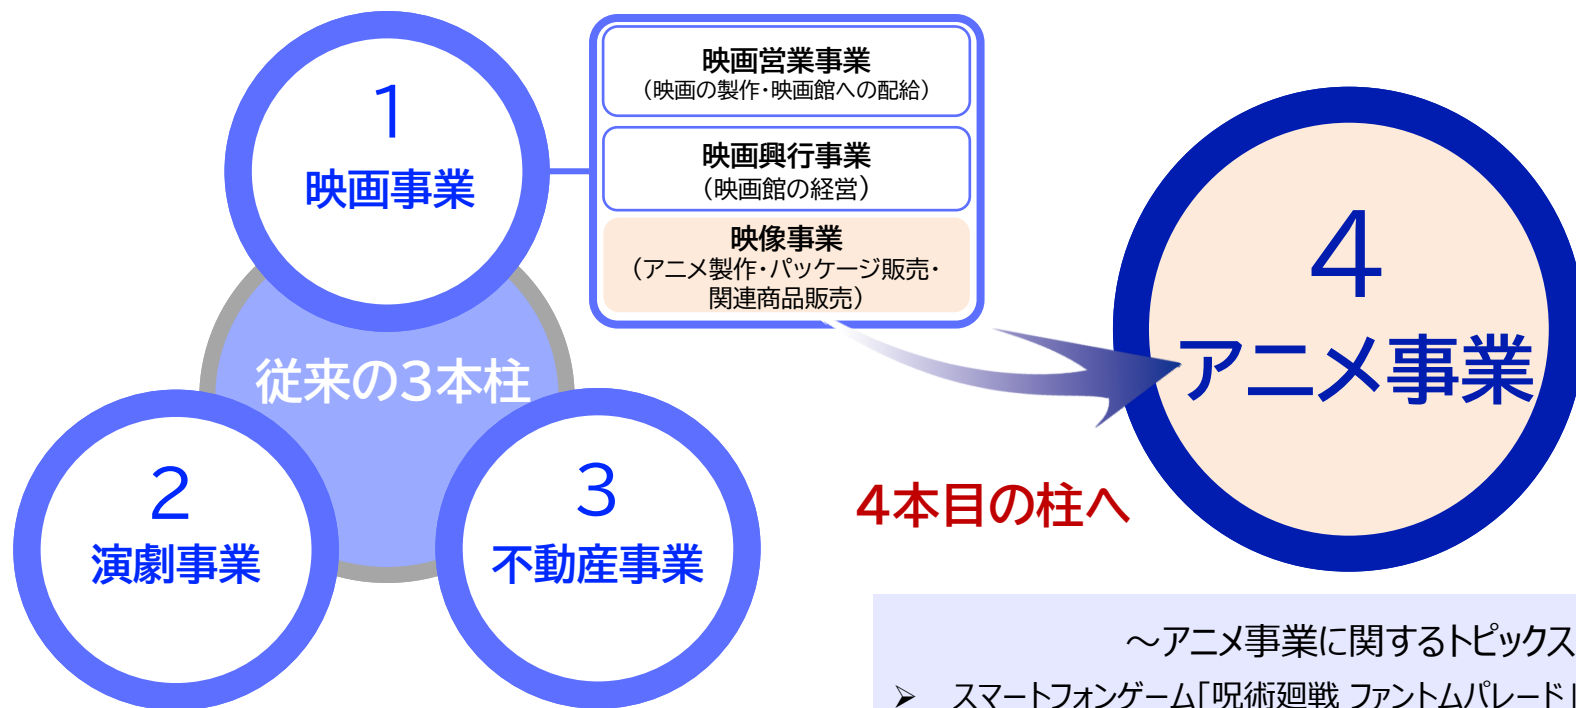 1
映画事業
映画営業事業
（映画の製作・映画館への配給）
映画興行事業
（映画館の経営）
映像事業
（アニメ製作・パッケージ販売・
関連商品販売）
従来の3本柱
2
演劇事業
3
不動産事業
4
アニメ事業
4本目の柱へ
～アニメ事業に関するトピックス
➢ スマートフォンゲーム「呪術廻戦 ファントムパレード」